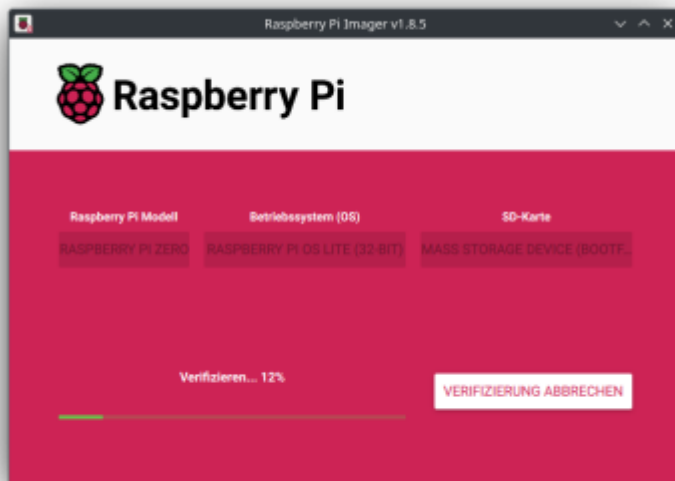 Raspberry Pi Imager v1.8.5
Raspberry Pi
Raspberry Pi Modell
Betriebssystem (OS)
SD-Karte
RASPBERRY PI ZERO
RASPBERRY PI OS LITE (32-BIT)
MASS STORAGE DEVICE (BOOTF...
Verifizieren... 12%
VERIFIZIERUNG ABBRECHEN